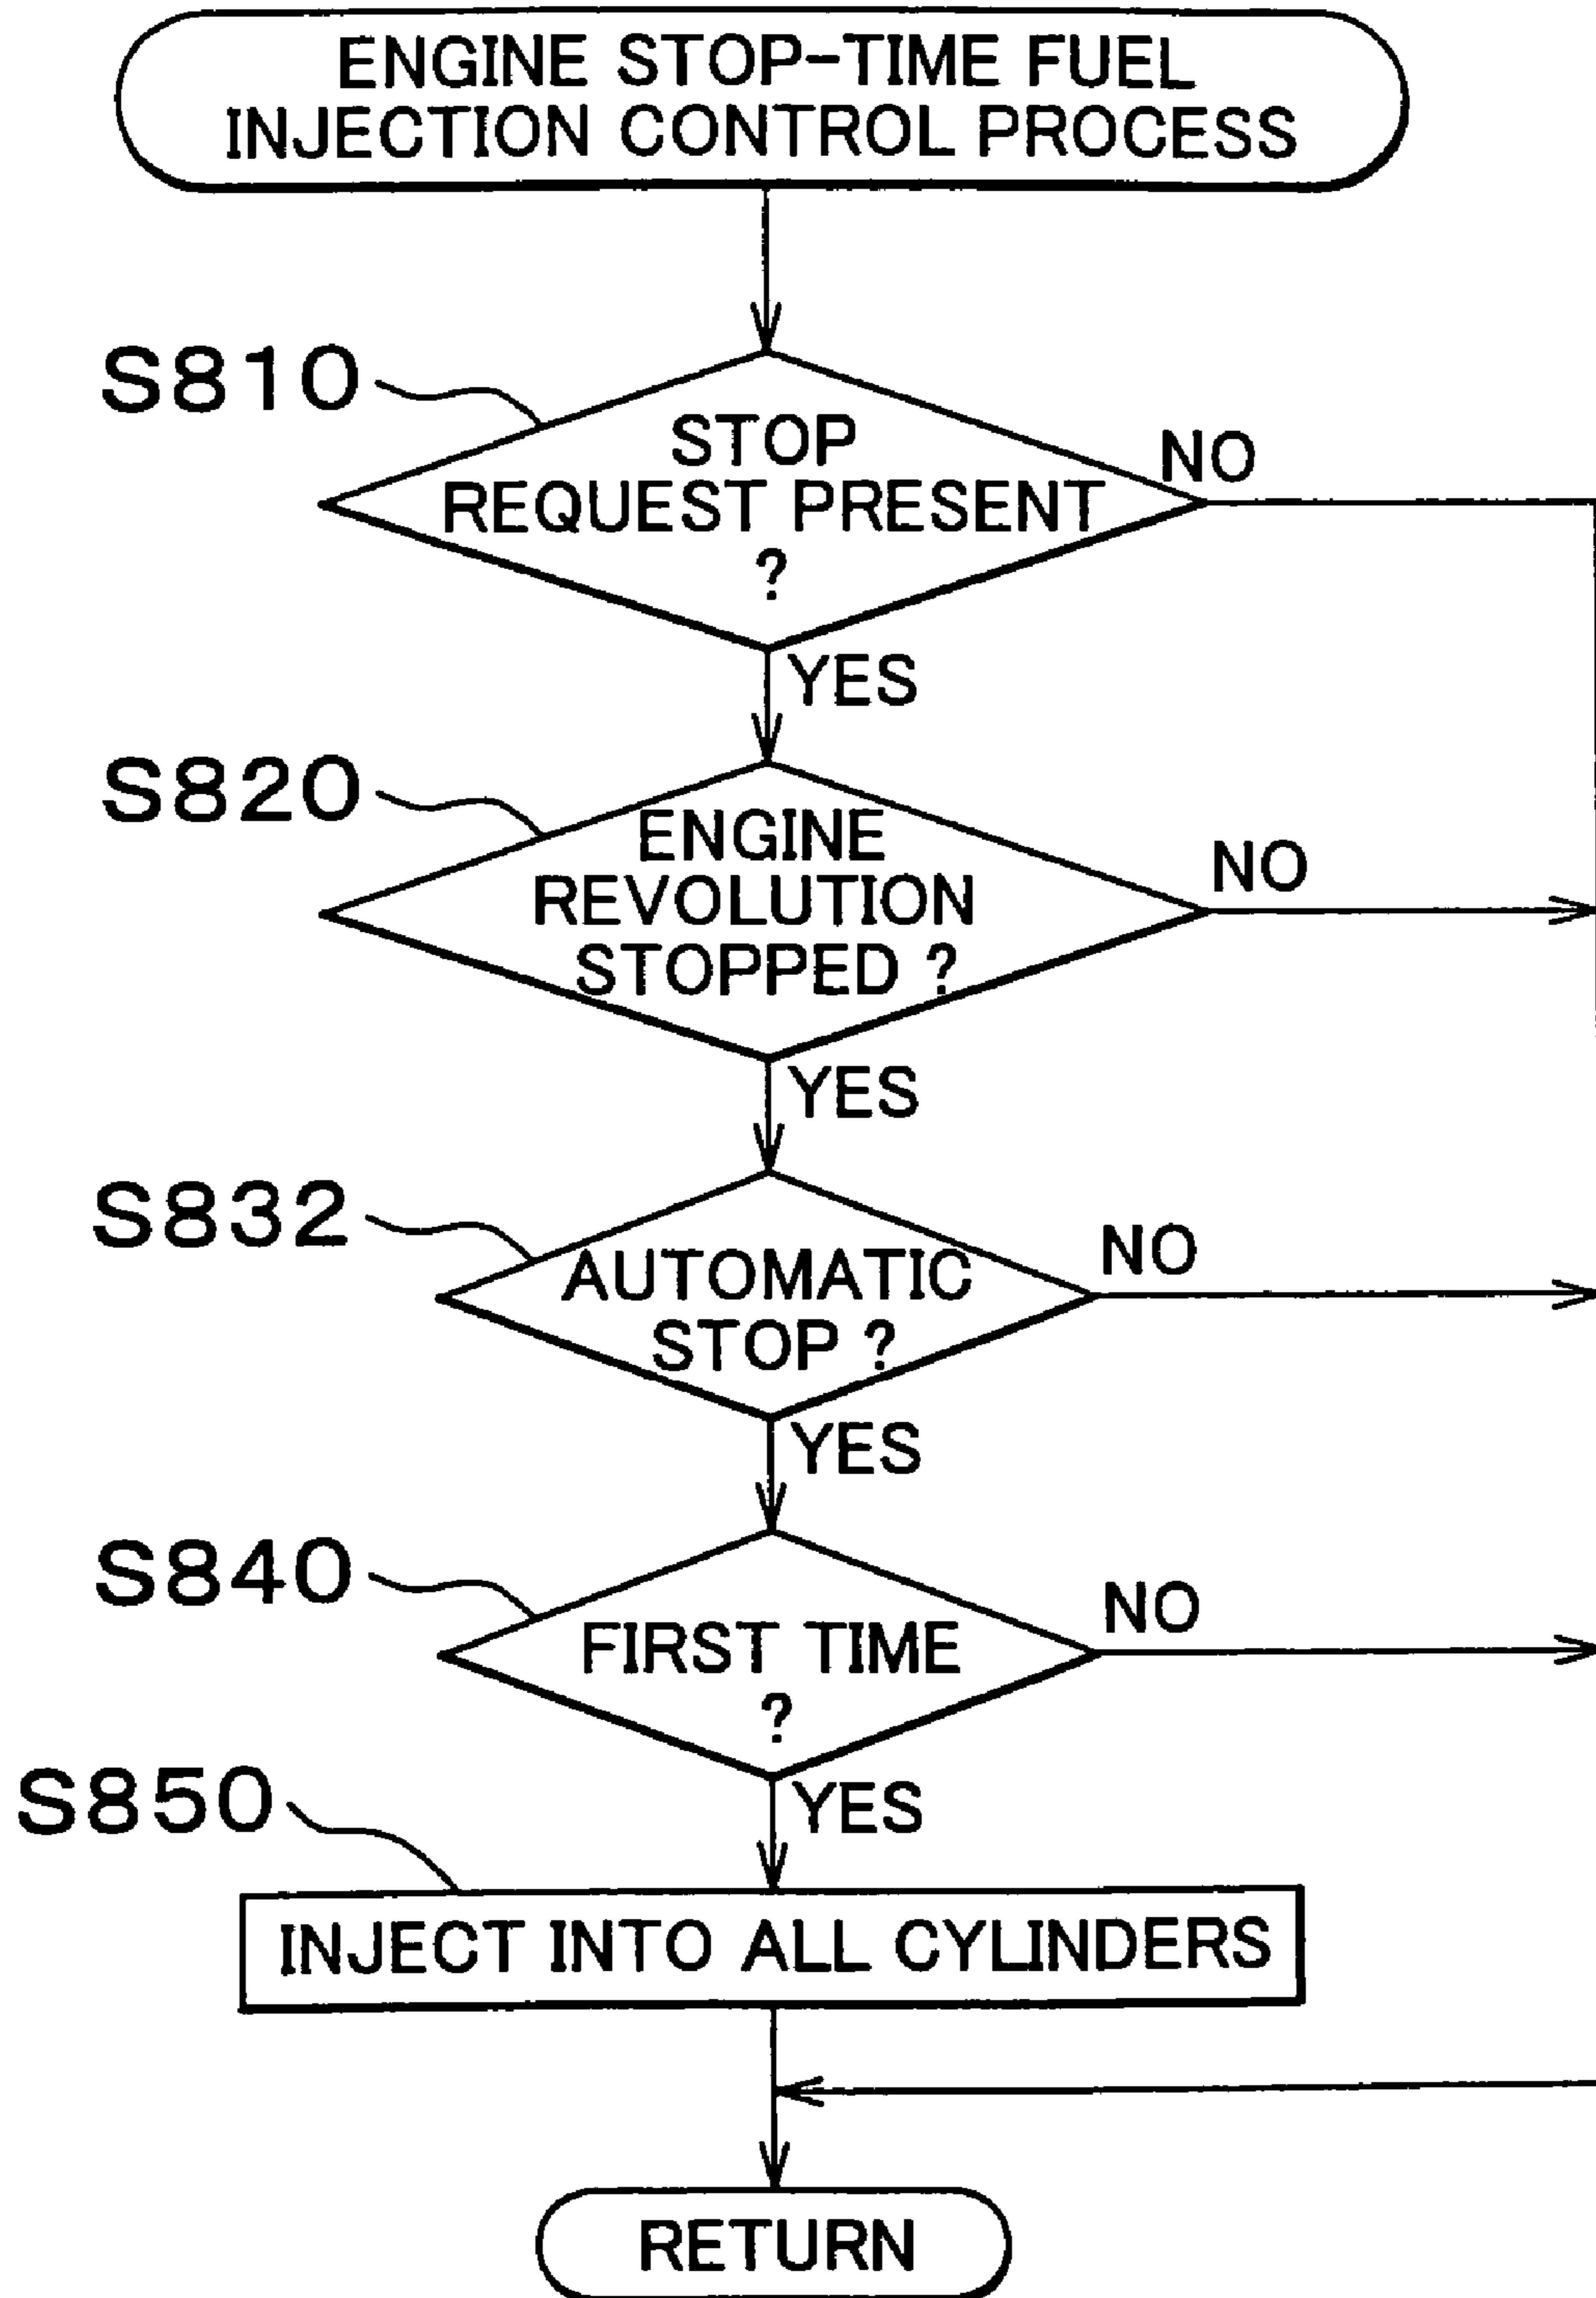 ENGINE STOP-TIME FUEL
INJECTION CONTROL PROCESS
S810
STOP
REQUEST PRESENT
?
NO
YES
S820
ENGINE
REVOLUTION
STOPPED ?
NO
YES
S832
AUTOMATIC
STOP ?
NO
YES
S840
FIRST TIME
?
NO
YES
S850
INJECT INTO ALL CYLINDERS
RETURN